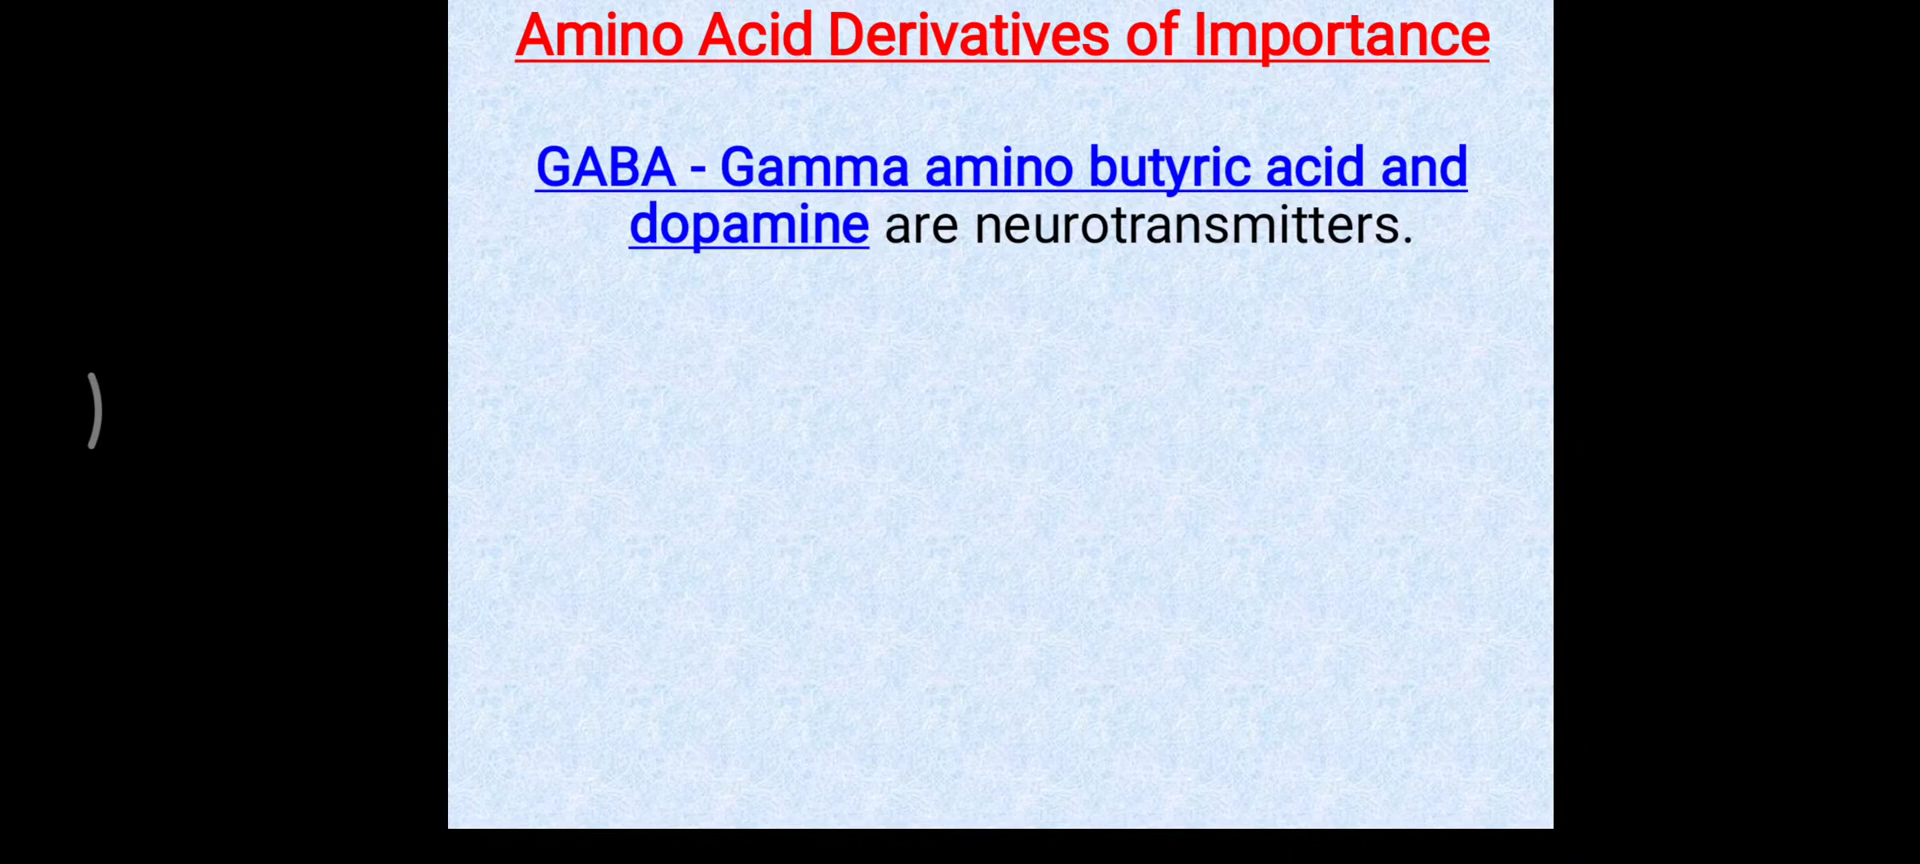 Amino Acid Derivatives of Importance
GABA - Gamma amino butyric acid and
dopamine are neurotransmitters.